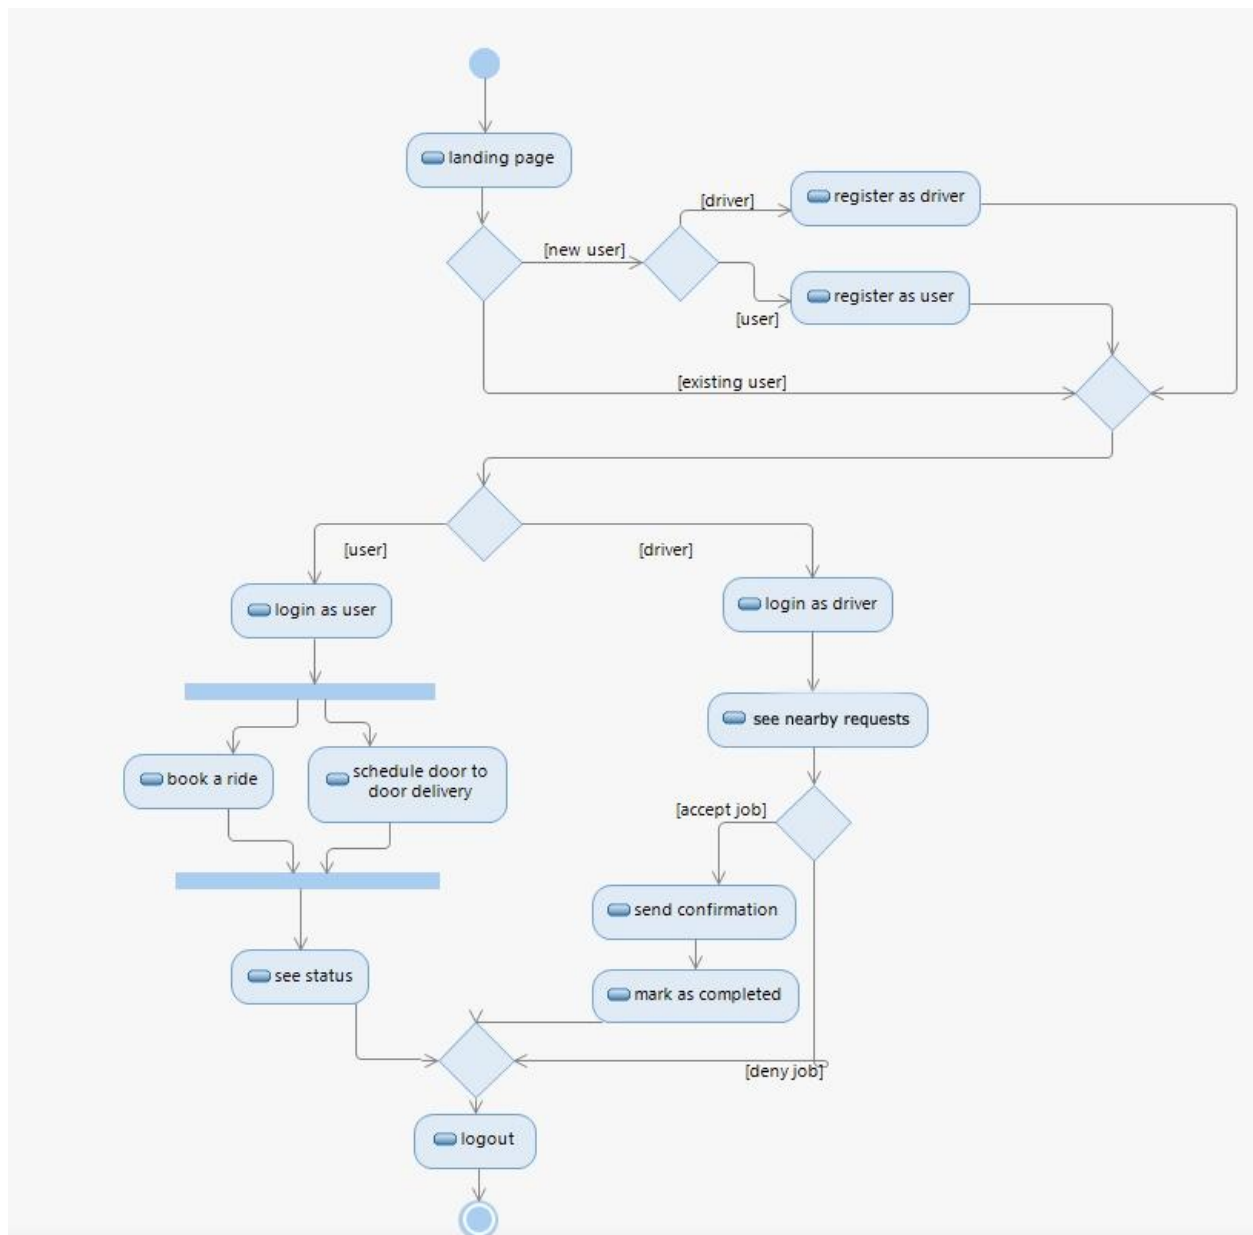 landing page
[driver]
register as driver
[new user]
register as user
[user]
[existing user]
[user]
[driver]
login as user
login as driver
see nearby requests
book a ride
schedule door to
door delivery
[accept job]
send confirmation
see status
mark as completed
[deny job]
logout